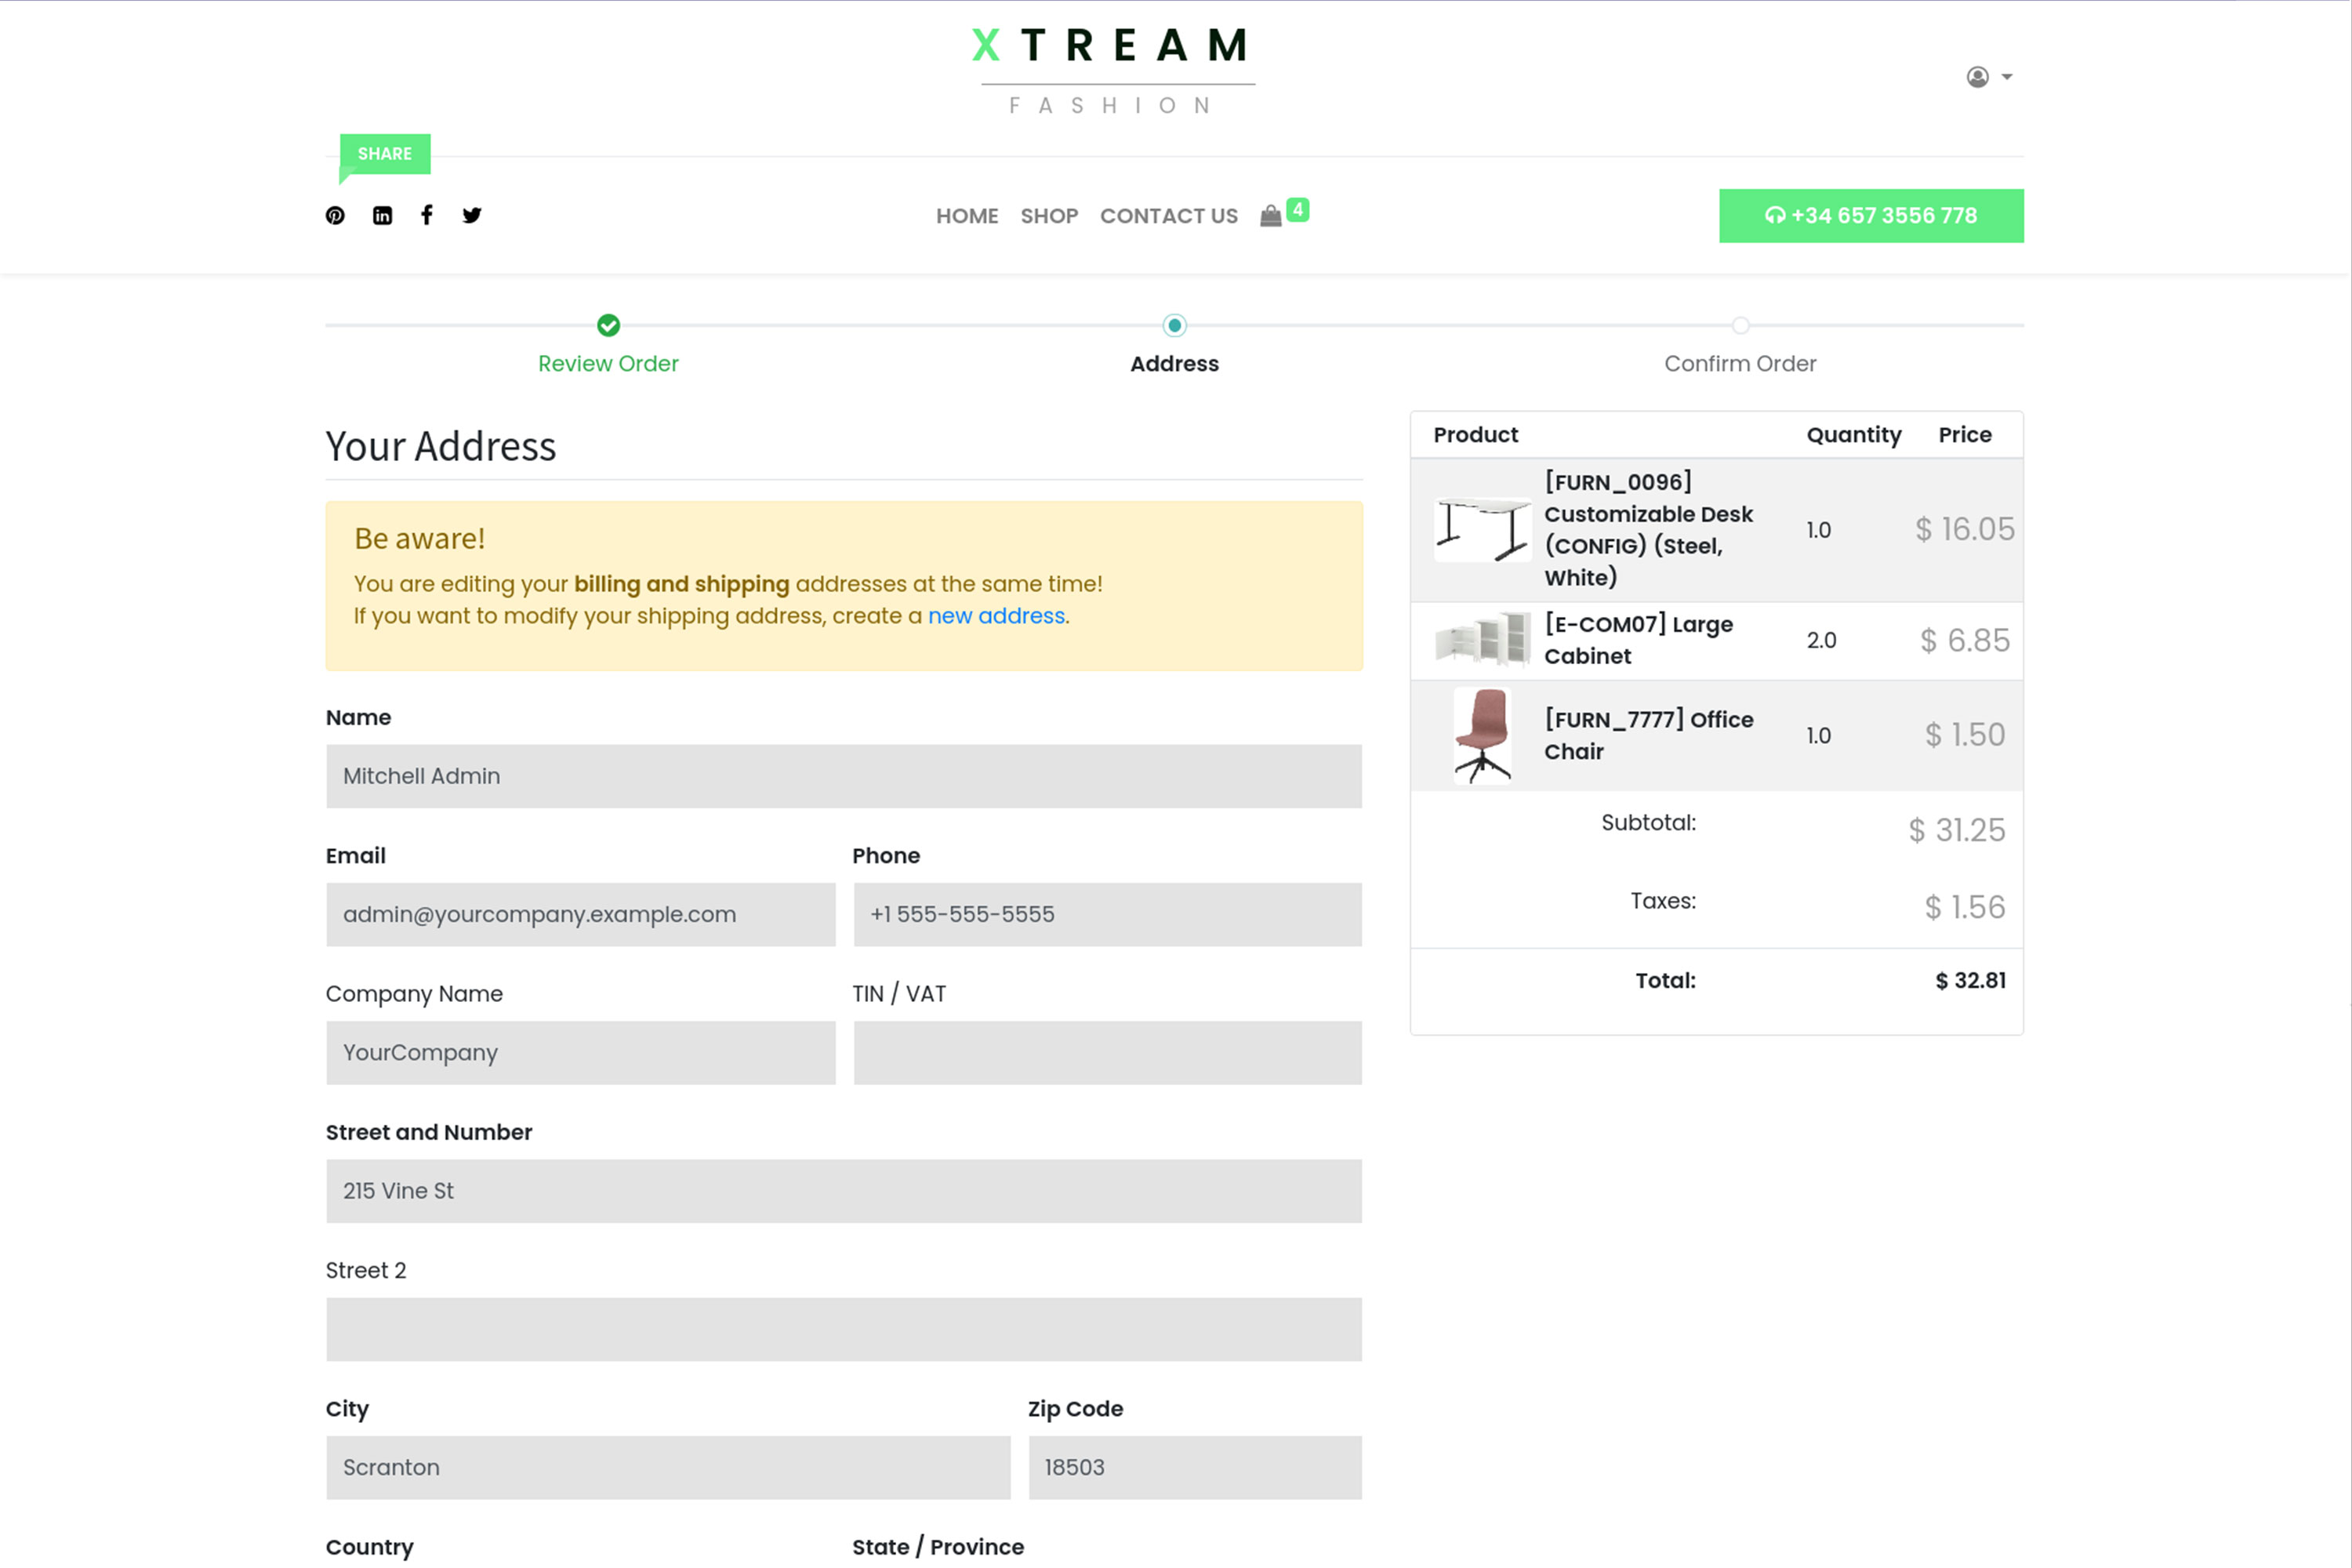 XTREAM
FASHION
SHARE
HOME SHOP CONTACT US 4
+34 657 3556 778
Review Order
Address
Confirm Order
Your Address
Be aware!
You are editing your billing and shipping addresses at the same time!
If you want to modify your shipping address, create a new address.
Name
Mitchell Admin
Email Phone
admin@yourcompany.example.com +1 555-555-5555
Company Name TIN / VAT
YourCompany
Street and Number
215 Vine St
Street 2
City Zip Code
Scranton 18503
Country State / Province
Product Quantity Price
[FURN_0096]
Customizable Desk
(CONFIG) (Steel,
White)
1.0 $ 16.05
[E-COM07] Large
Cabinet
2.0 $ 6.85
[FURN_7777] Office
Chair
1.0 $ 1.50
Subtotal: $ 31.25
Taxes: $ 1.56
Total: $ 32.81